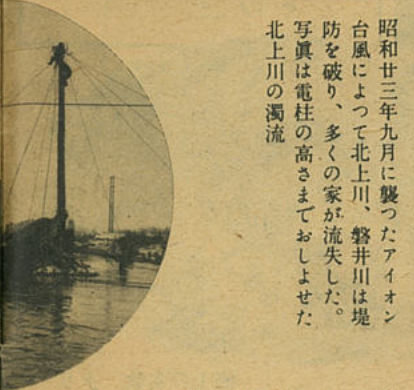 昭和廿三年九月に襲つたアイオン
台風によつて北上川、磐井川は堤
防を破り、多くの家が流失した。
写眞は電柱の高さまでおしよせた
北上川の濁流